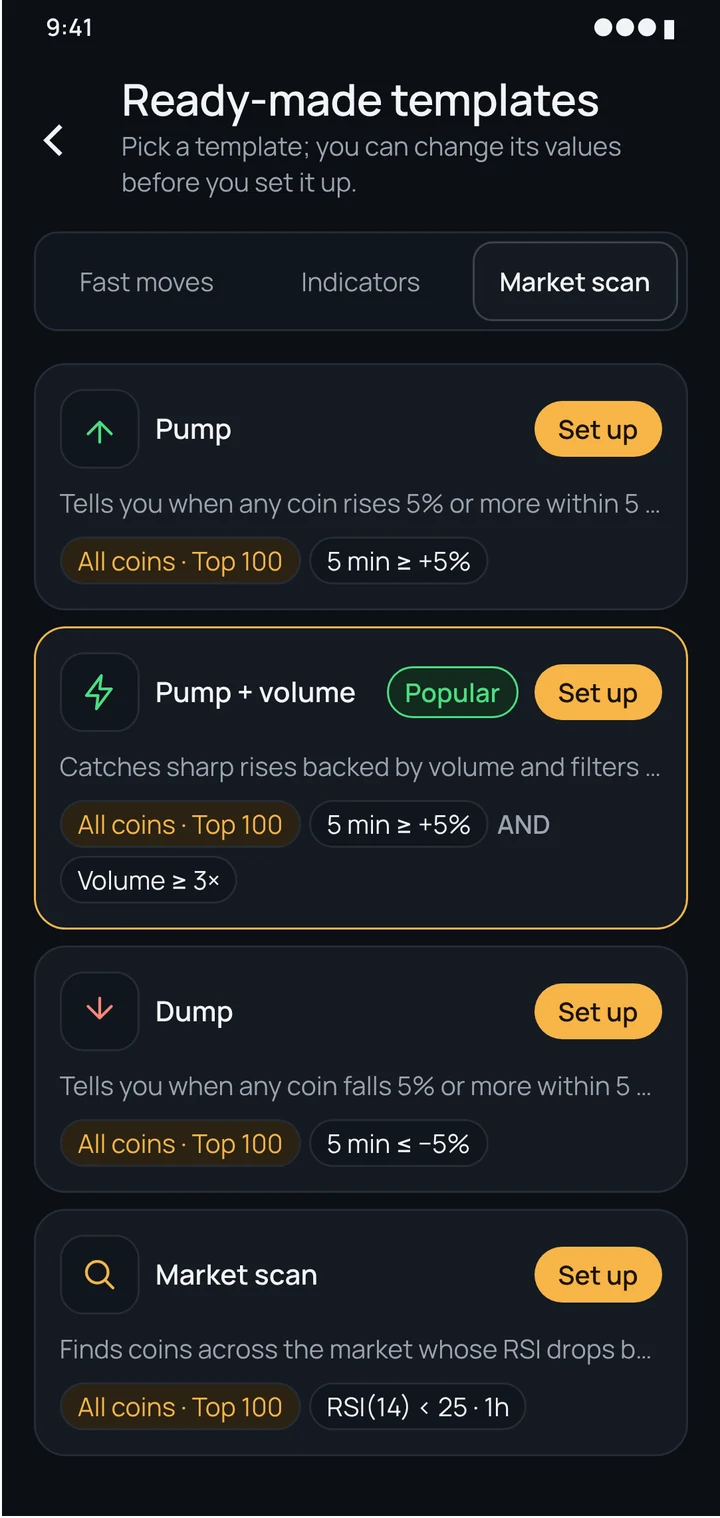 9:41
Ready-made templates
Pick a template; you can change its values
before you set it up.
Fast moves Indicators Market scan
Pump Set up
Tells you when any coin rises 5% or more within 5 ...
All coins · Top 100 5 min ≥ +5%
Pump + volume Popular Set up
Catches sharp rises backed by volume and filters ...
All coins · Top 100 5 min ≥ +5% AND
Volume ≥ 3×
Dump Set up
Tells you when any coin falls 5% or more within 5 ...
All coins · Top 100 5 min ≤ −5%
Market scan Set up
Finds coins across the market whose RSI drops b...
All coins · Top 100 RSI(14) < 25 · 1h